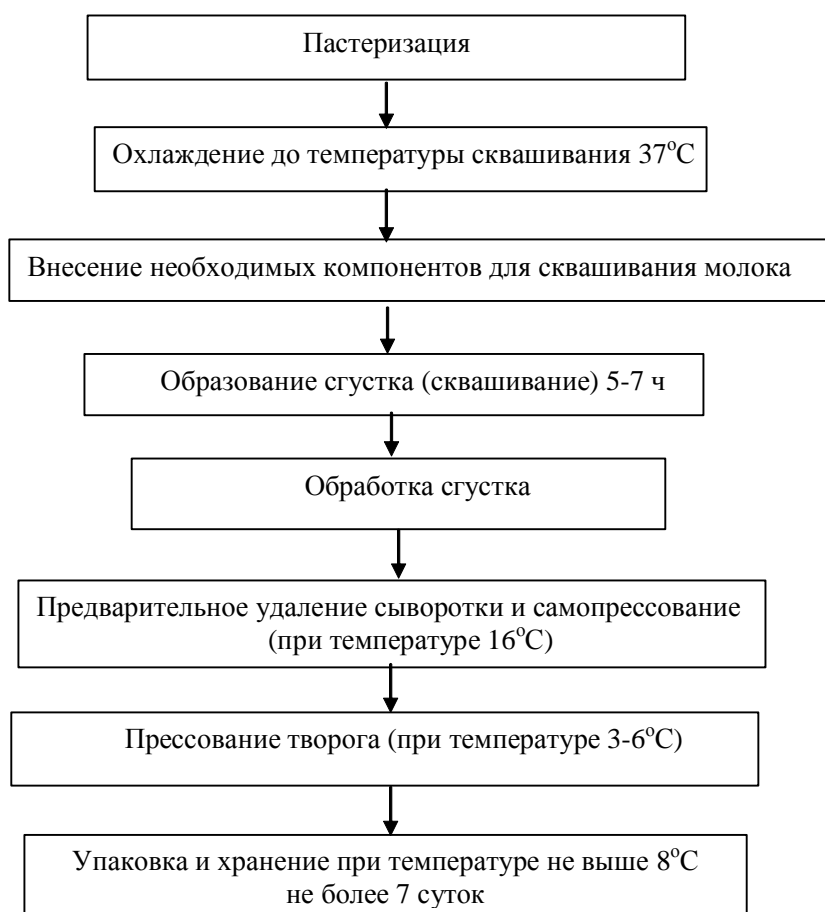 Пастеризация
Охлаждение до температуры сквашивания 37°С
Внесение необходимых компонентов для сквашивания молока
Образование сгустка (сквашивание) 5-7 ч
Обработка сгустка
Предварительное удаление сыворотки и самопрессование
(при температуре 16°С)
Прессование творога (при температуре 3-6°С)
Упаковка и хранение при температуре не выше 8°С
не более 7 суток